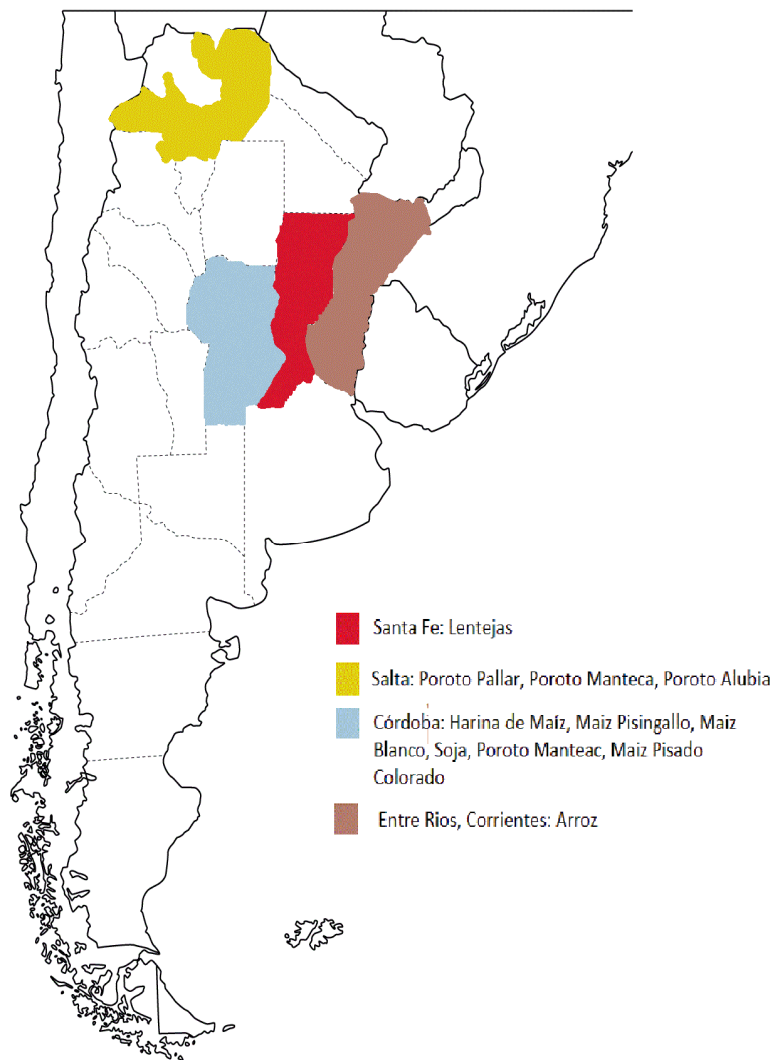 Santa Fe: Lentejas
Salta: Poroto Pallar, Poroto Manteca, Poroto Alubia
Córdoba: Harina de Maíz, Maiz Pisingallo, Maiz
Blanco, Soja, Poroto Manteac, Maiz Pisado
Colorado
Entre Rios, Corrientes: Arroz